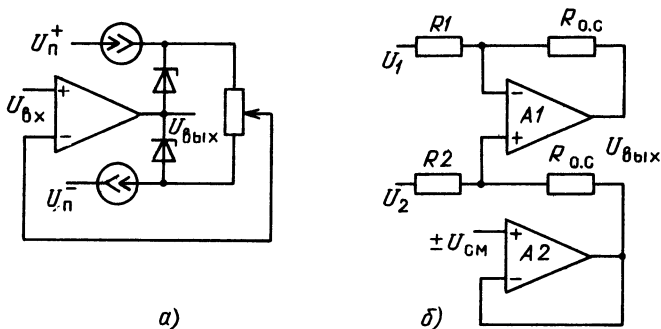 U_п^+
U_вх
+
−
U_вых
U_п^−
а)
R1
R_о.с
U_1
−
A1
+
U_вых
R2
R_о.с
U_2
± U_см
+
A2
−
б)